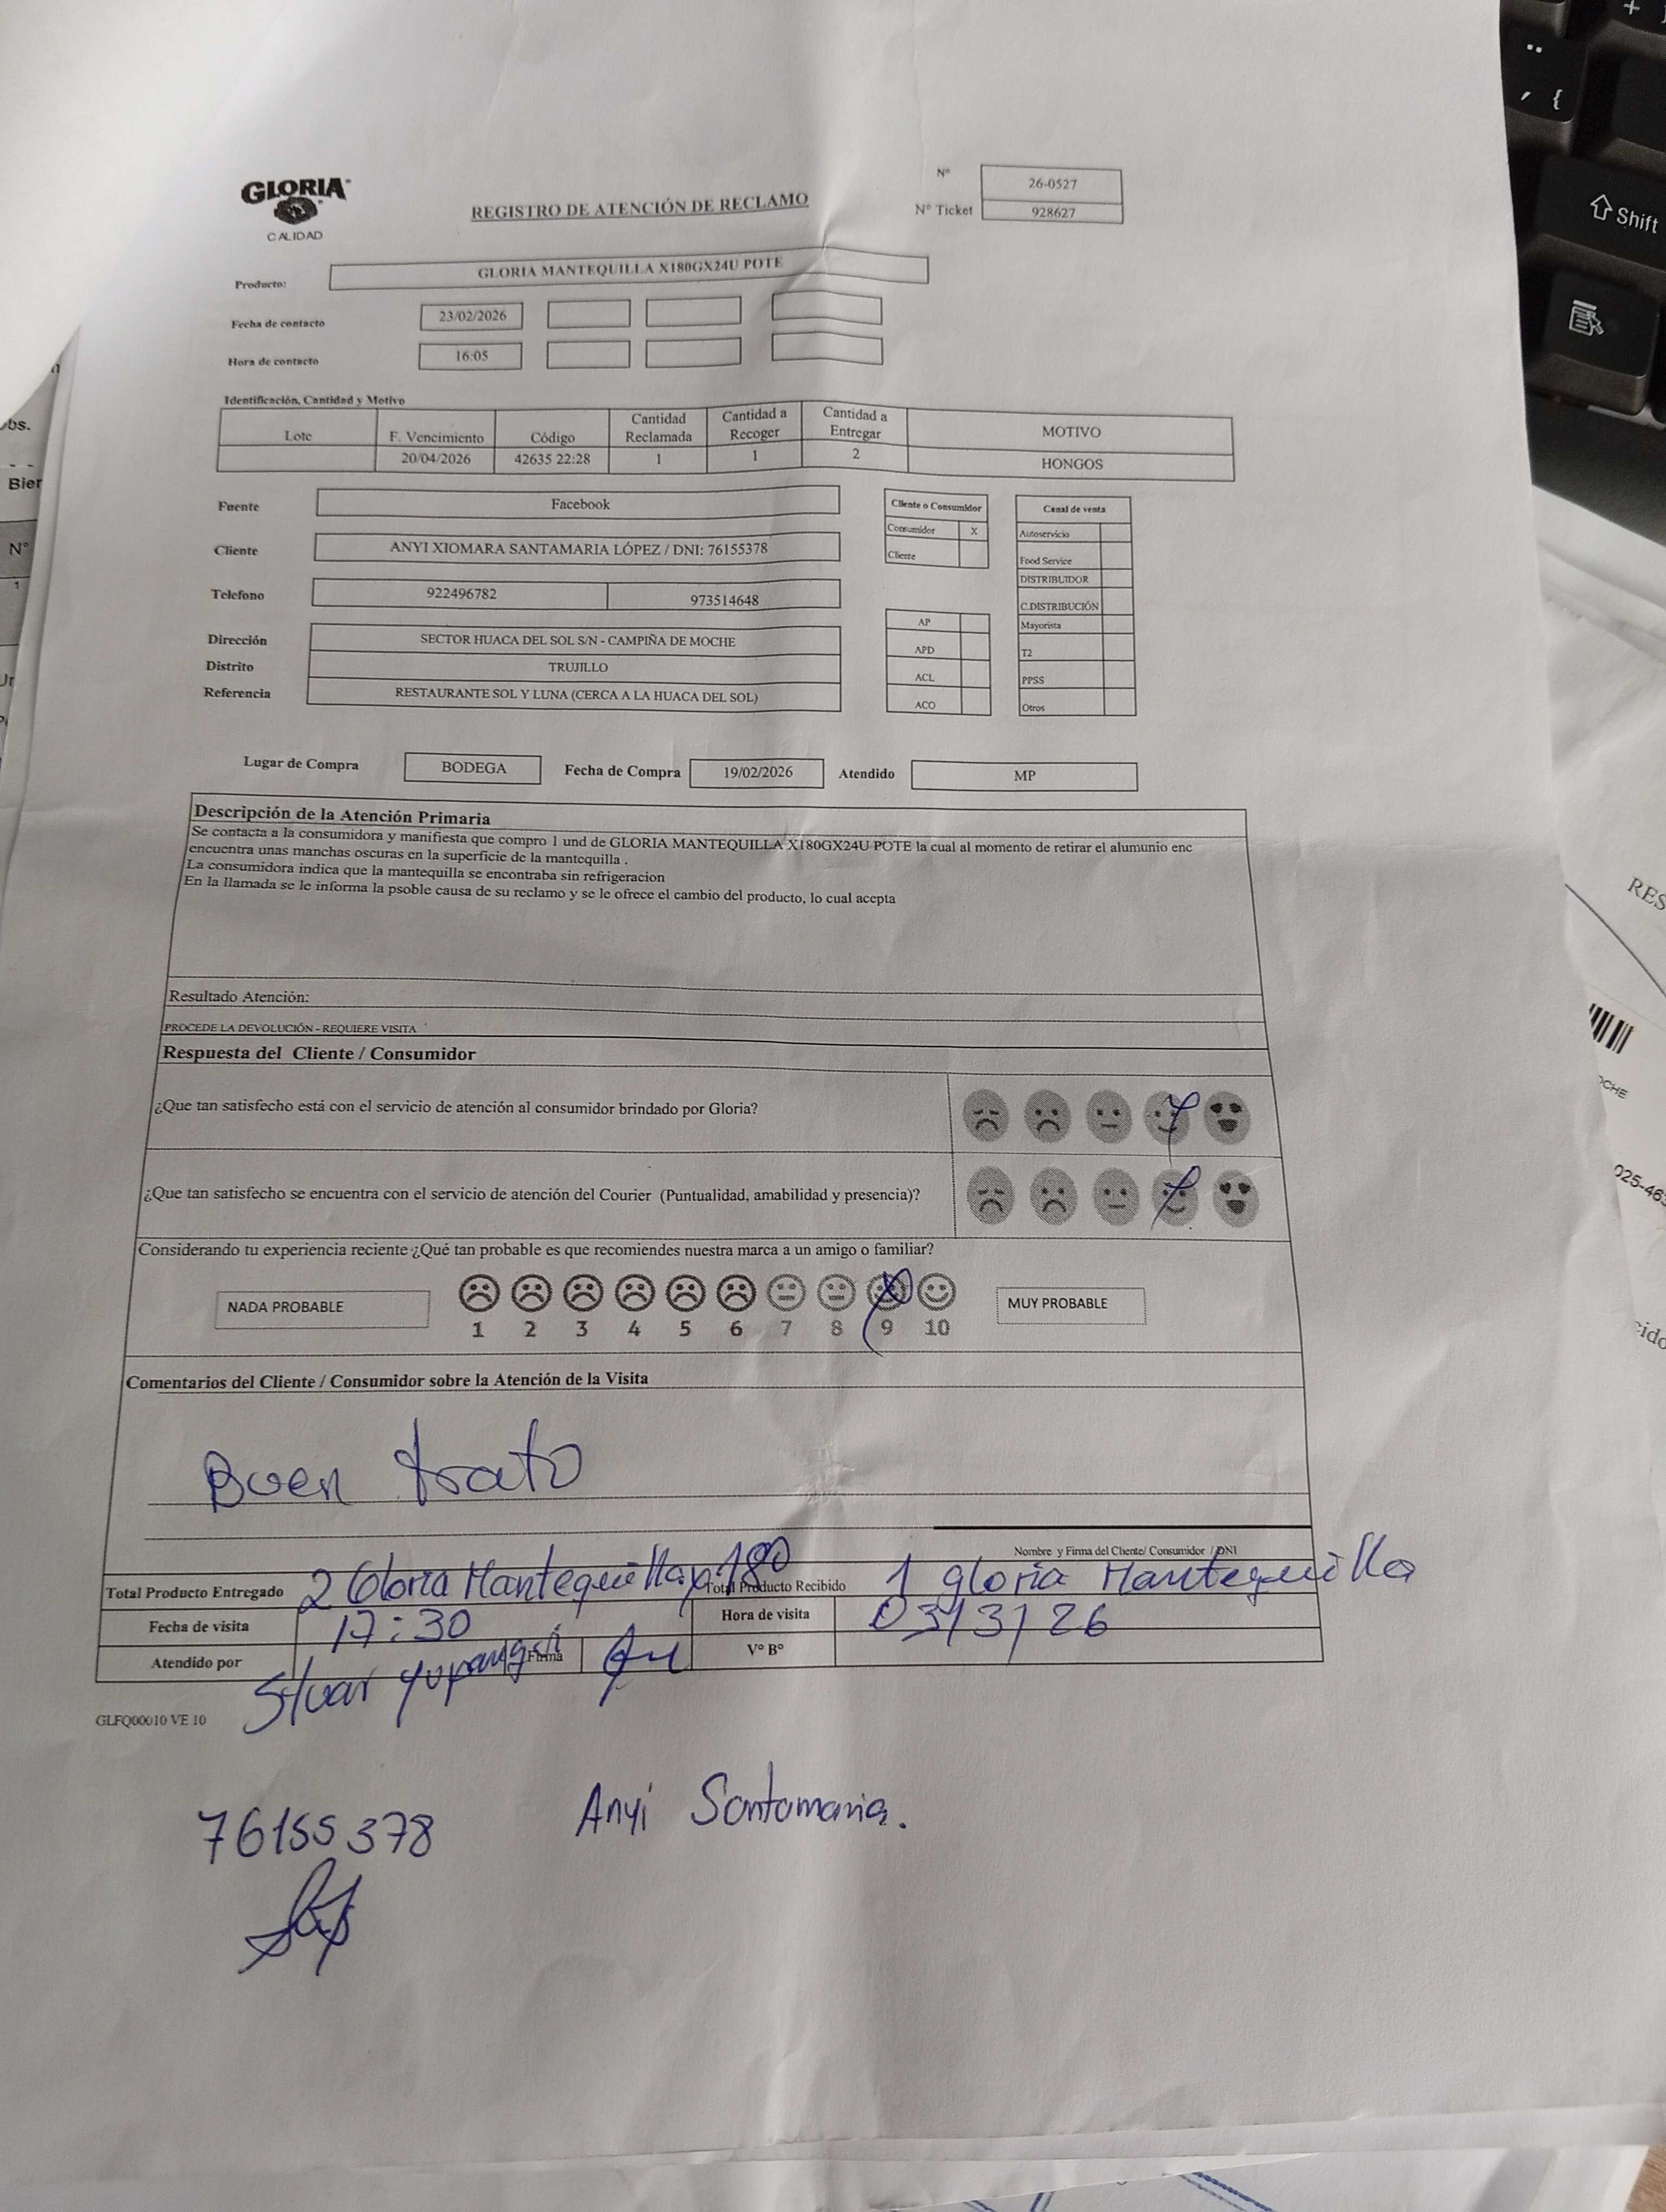 GLORIA
CALIDAD
REGISTRO DE ATENCIÓN DE RECLAMO
N° 26-0527
N° Ticket 928627
Producto: GLORIA MANTEQUILLA X180GX24U POTE
Fecha de contacto 23/02/2026
Hora de contacto 16:05
Identificación, Cantidad y Motivo
Lote F. Vencimiento Código Cantidad Reclamada Cantidad a Recoger Cantidad a Entregar MOTIVO
20/04/2026 42635 22:28 1 1 2 HONGOS
Fuente Facebook
Cliente ANYI XIOMARA SANTAMARIA LÓPEZ / DNI: 76155378
Telefono 922496782 973514648
Dirección SECTOR HUACA DEL SOL S/N - CAMPIÑA DE MOCHE
Distrito TRUJILLO
Referencia RESTAURANTE SOL Y LUNA (CERCA A LA HUACA DEL SOL)
Cliente o Consumidor
Consumidor X
Cliente
AP
APD
ACL
ACO
Canal de venta
Autoservicio
Food Service
DISTRIBUIDOR
C.DISTRIBUCIÓN
Mayorista
T2
PPSS
Otros
Lugar de Compra BODEGA Fecha de Compra 19/02/2026 Atendido MP
Descripción de la Atención Primaria
Se contacta a la consumidora y manifiesta que compro 1 und de GLORIA MANTEQUILLA X180GX24U POTE la cual al momento de retirar el alumunio enc
encuentra unas manchas oscuras en la superficie de la mantequilla .
La consumidora indica que la mantequilla se encontraba sin refrigeracion
En la llamada se le informa la psoble causa de su reclamo y se le ofrece el cambio del producto, lo cual acepta
Resultado Atención:
PROCEDE LA DEVOLUCIÓN - REQUIERE VISITA
Respuesta del Cliente / Consumidor
¿Que tan satisfecho está con el servicio de atención al consumidor brindado por Gloria?
¿Que tan satisfecho se encuentra con el servicio de atención del Courier (Puntualidad, amabilidad y presencia)?
Considerando tu experiencia reciente ¿Qué tan probable es que recomiendes nuestra marca a un amigo o familiar?
NADA PROBABLE 1 2 3 4 5 6 7 8 9 10 MUY PROBABLE
Comentarios del Cliente / Consumidor sobre la Atención de la Visita
Buen trato
Nombre y Firma del Cliente/ Consumidor / DNI
Total Producto Entregado 2 Gloria Mantequilla x 180 Total Producto Recibido 1 gloria Mantequilla
Fecha de visita 17:30 Hora de visita 03/3/26
Atendido por Stuar yupanqui Firma V° B°
GLFQ00010 VE 10
76155378 Anyi Santamaria.
Shift